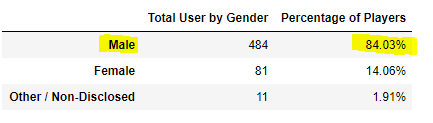 Total User by Gender Percentage of Players
Male 484 84.03%
Female 81 14.06%
Other / Non-Disclosed 11 1.91%